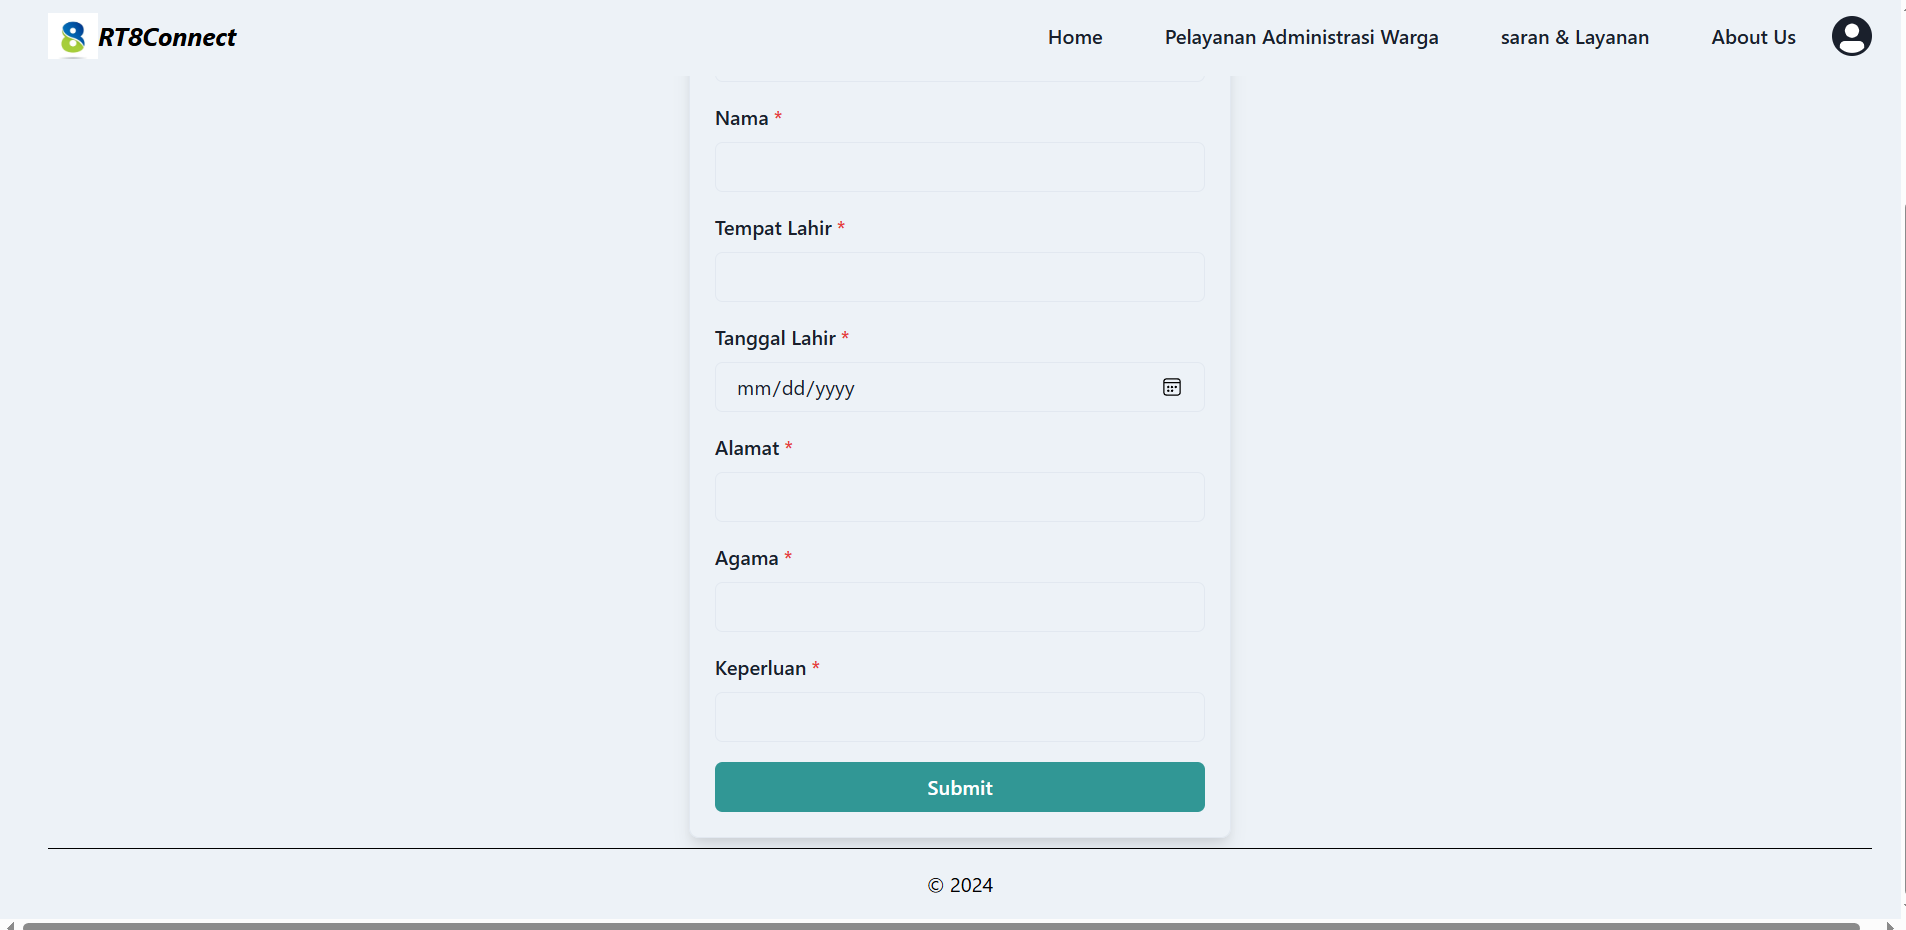 RT8Connect
Home
Pelayanan Administrasi Warga
saran & Layanan
About Us
Nama *
Tempat Lahir *
Tanggal Lahir *
mm/dd/yyyy
Alamat *
Agama *
Keperluan *
Submit
© 2024